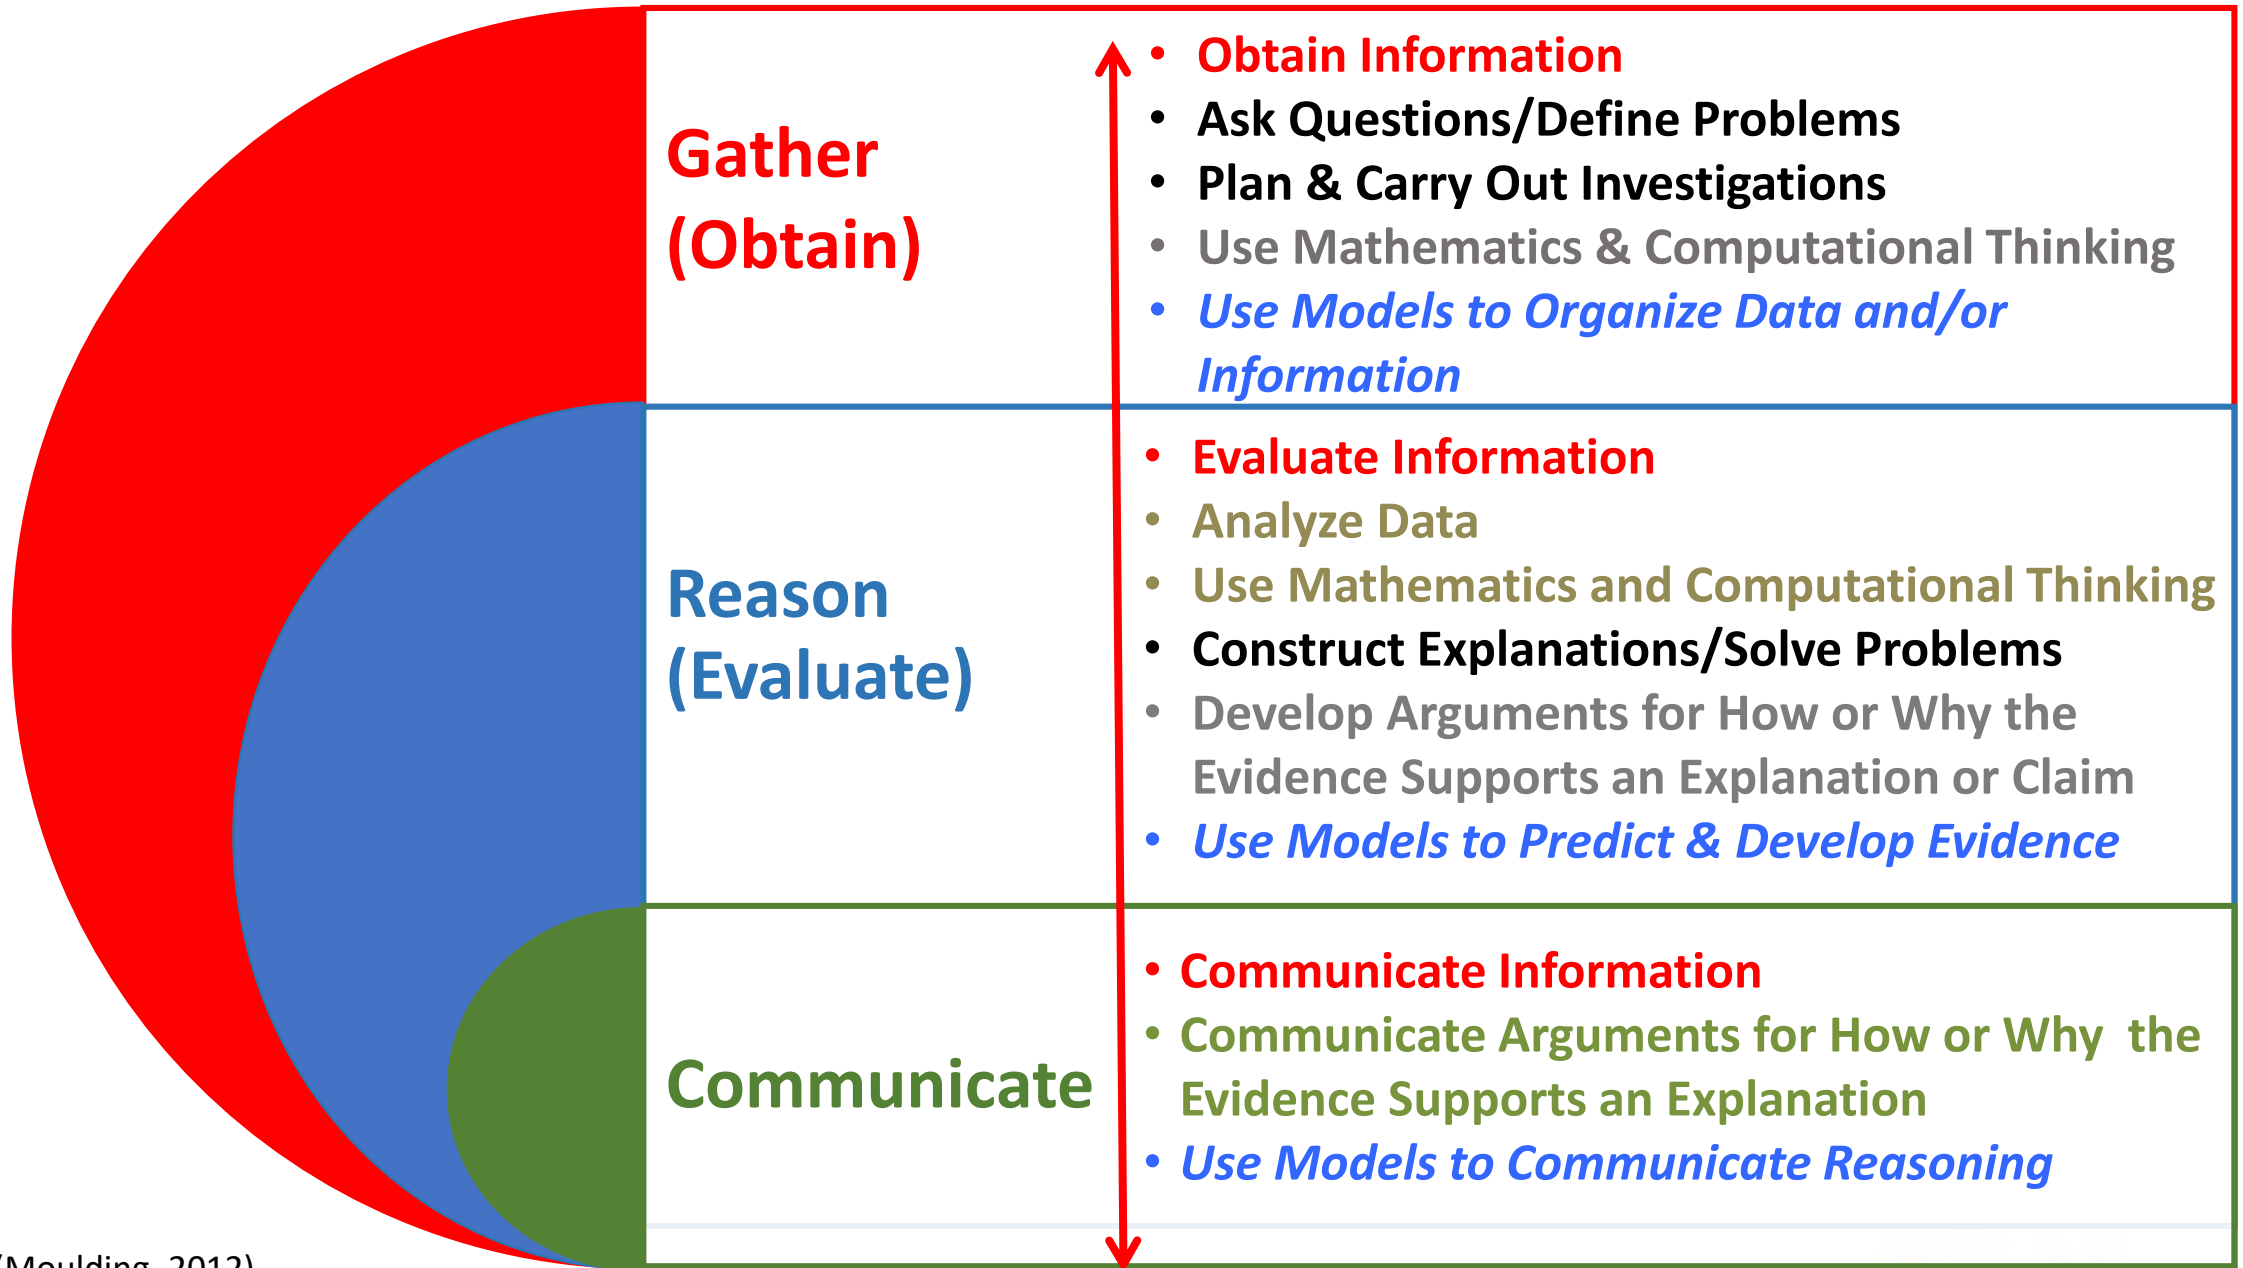 Gather
(Obtain)
• Obtain Information
• Ask Questions/Define Problems
• Plan & Carry Out Investigations
• Use Mathematics & Computational Thinking
• Use Models to Organize Data and/or
Information
Reason
(Evaluate)
• Evaluate Information
• Analyze Data
• Use Mathematics and Computational Thinking
• Construct Explanations/Solve Problems
• Develop Arguments for How or Why the
Evidence Supports an Explanation or Claim
• Use Models to Predict & Develop Evidence
Communicate
• Communicate Information
• Communicate Arguments for How or Why the
Evidence Supports an Explanation
• Use Models to Communicate Reasoning
(Moulding, 2012)